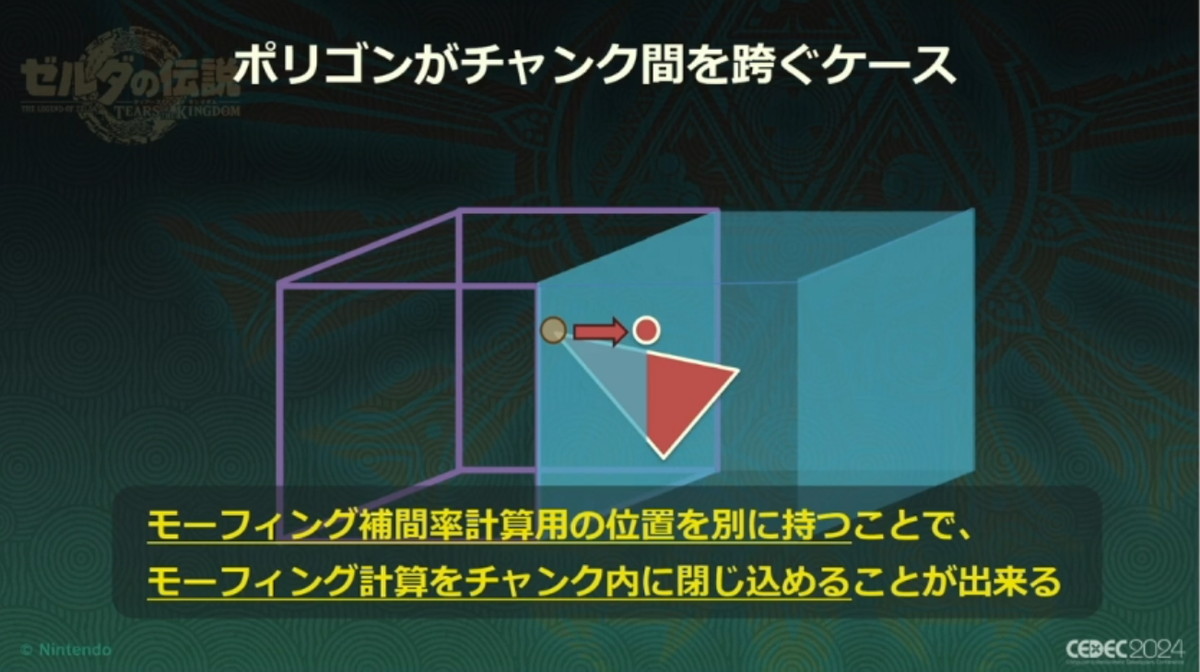 ポリゴンがチャンク間を跨ぐケース
ゼルダの伝説
THE LEGEND OF
TEARS OF THE KINGDOM
モーフィング補間率計算用の位置を別に持つことで、
モーフィング計算をチャンク内に閉じ込めることが出来る
© Nintendo
CEDEC2024